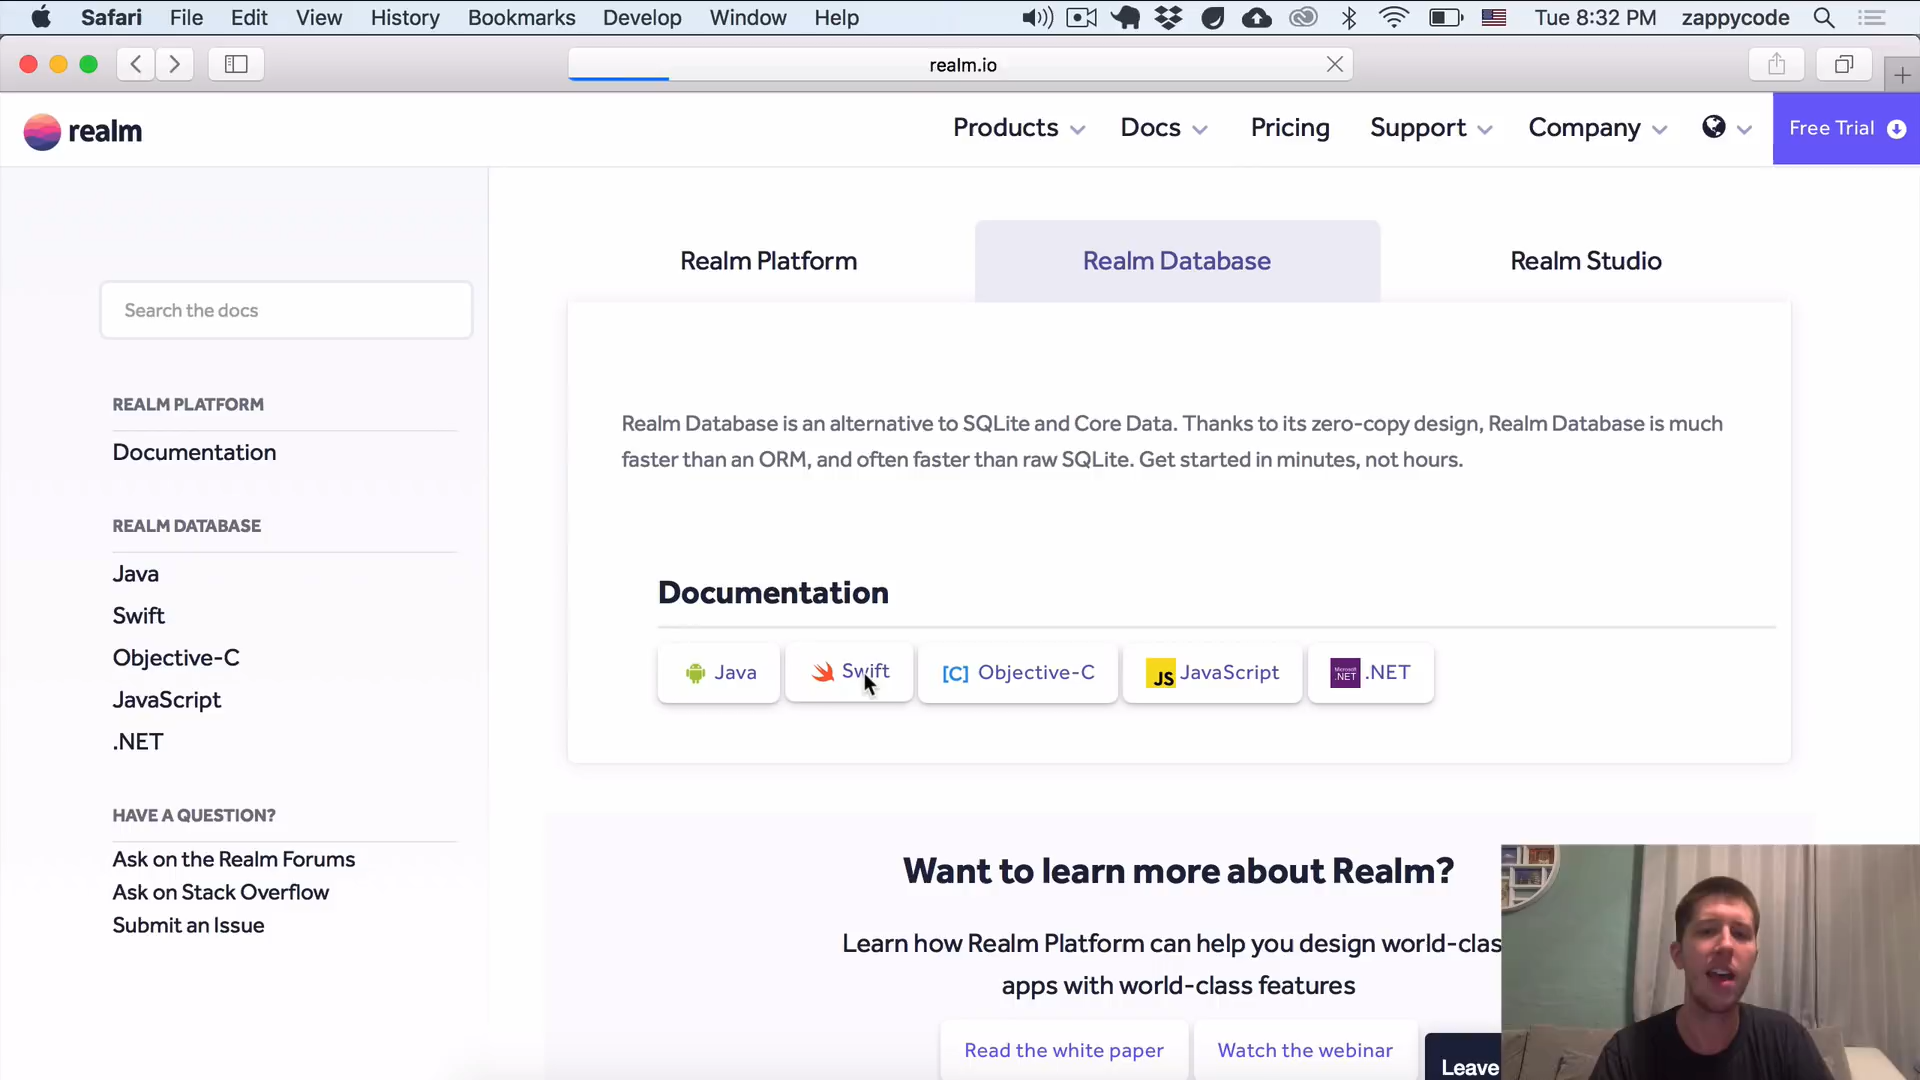 Safari File Edit View History Bookmarks Develop Window Help Tue 8:32 PM zappycode
realm.io
realm
Products Docs Pricing Support Company Free Trial
Search the docs
REALM PLATFORM
Documentation
REALM DATABASE
Java
Swift
Objective-C
JavaScript
.NET
HAVE A QUESTION?
Ask on the Realm Forums
Ask on Stack Overflow
Submit an Issue
Realm Platform Realm Database Realm Studio
Realm Database is an alternative to SQLite and Core Data. Thanks to its zero-copy design, Realm Database is much
faster than an ORM, and often faster than raw SQLite. Get started in minutes, not hours.
Documentation
Java Swift [C] Objective-C JS JavaScript Microsoft .NET .NET
Want to learn more about Realm?
Learn how Realm Platform can help you design world-clas
apps with world-class features
Read the white paper Watch the webinar Leave